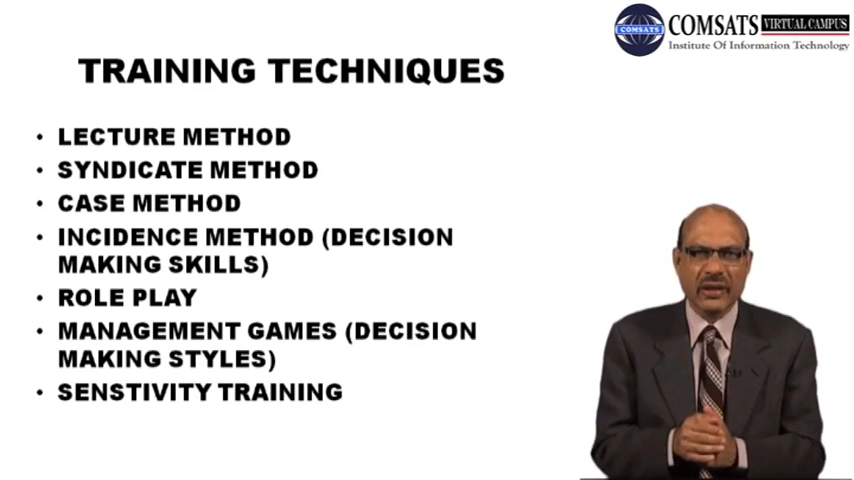 COMSATS VIRTUAL CAMPUS
COMSATS
Institute Of Information Technology
TRAINING TECHNIQUES
• LECTURE METHOD
• SYNDICATE METHOD
• CASE METHOD
• INCIDENCE METHOD (DECISION
MAKING SKILLS)
• ROLE PLAY
• MANAGEMENT GAMES (DECISION
MAKING STYLES)
• SENSTIVITY TRAINING